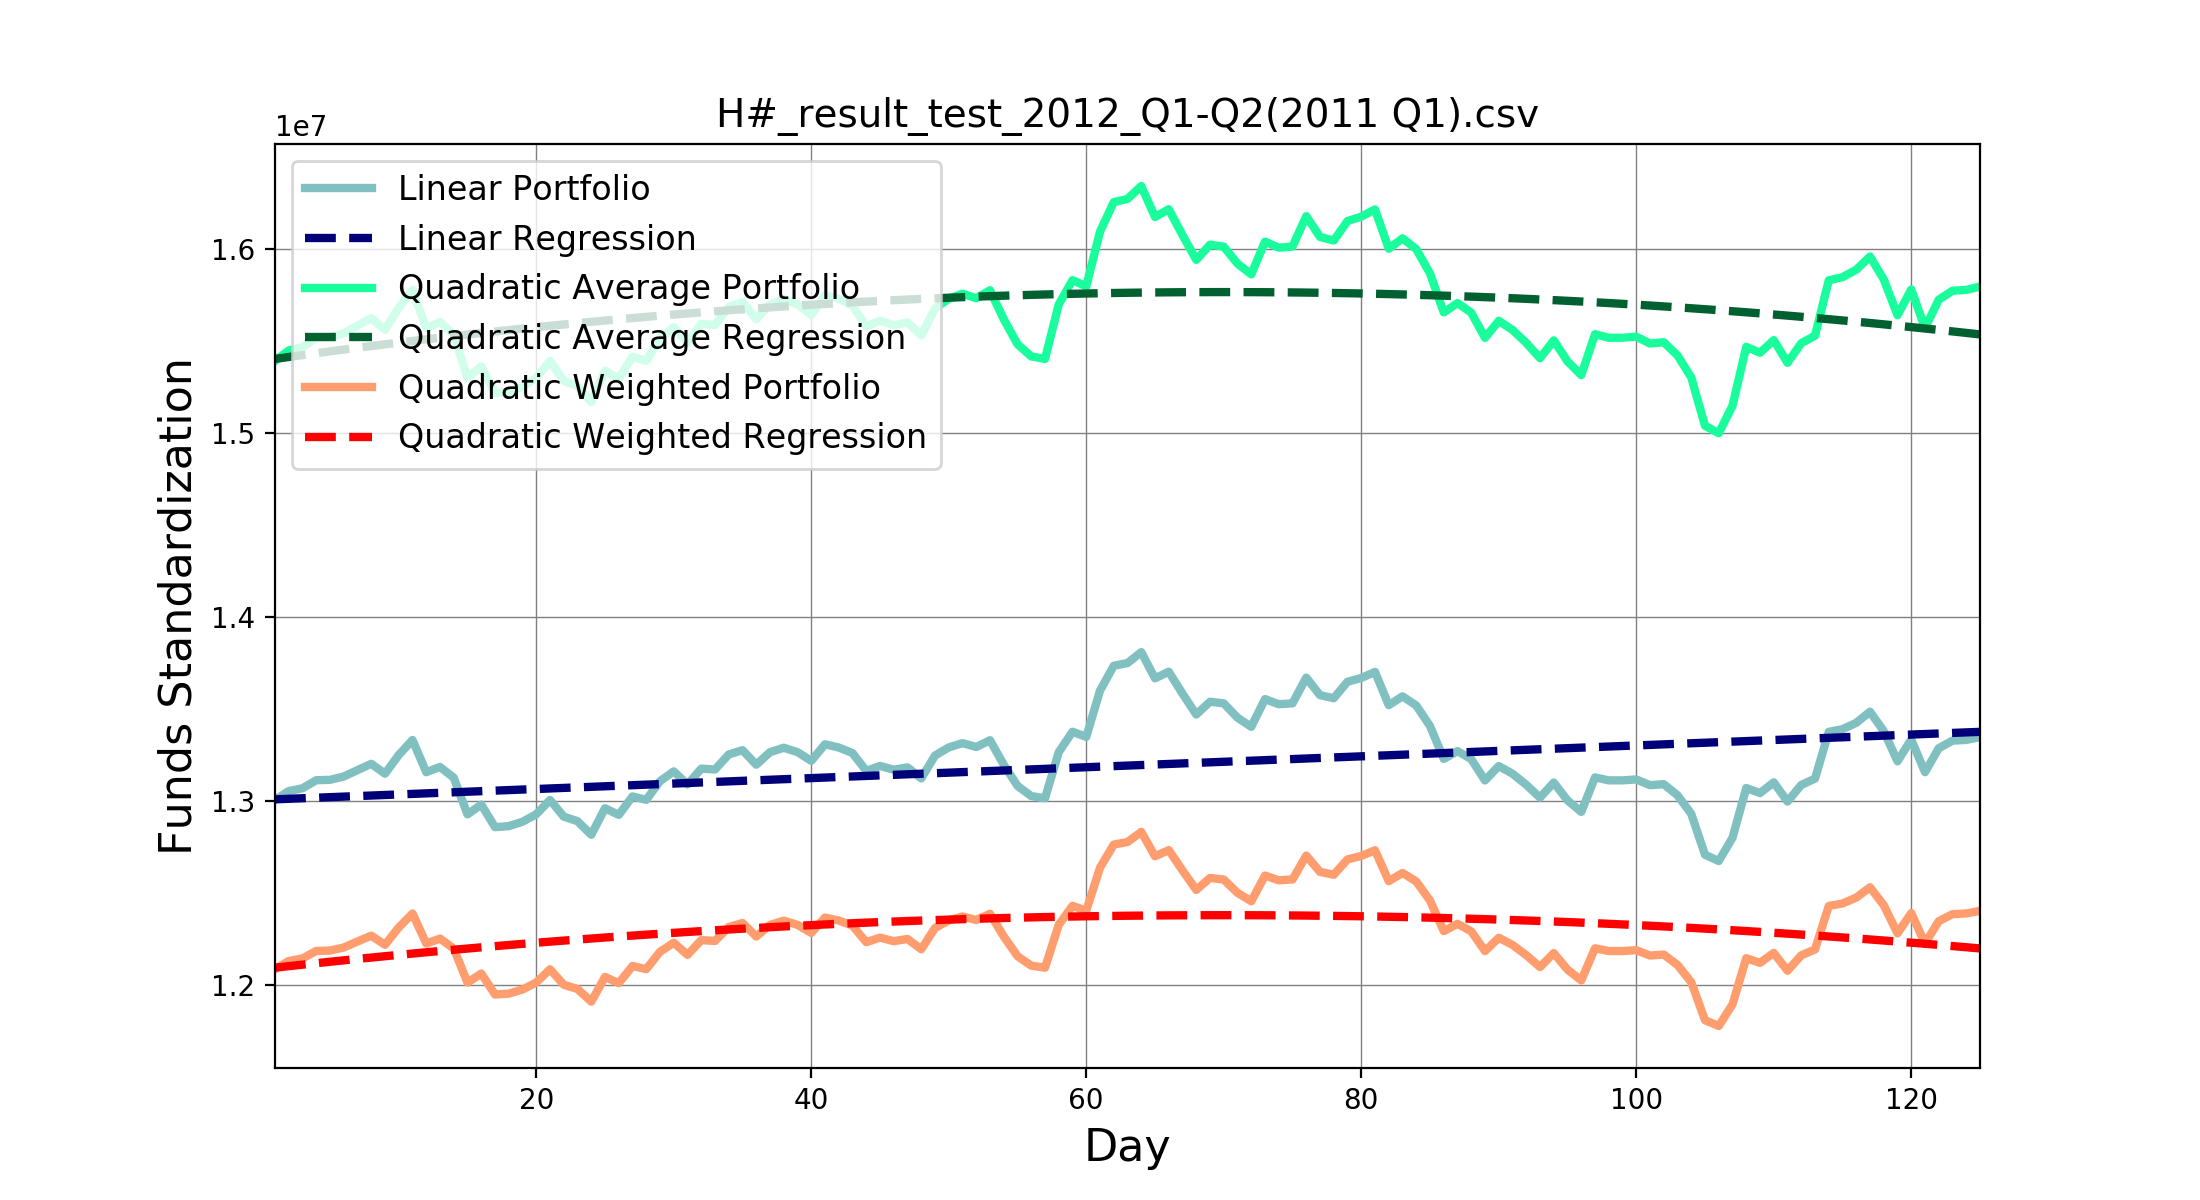 H#_result_test_2012_Q1-Q2(2011 Q1).csv
1e7
Linear Portfolio
Linear Regression
Quadratic Average Portfolio
Quadratic Average Regression
Quadratic Weighted Portfolio
Quadratic Weighted Regression
1.6
1.5
1.4
1.3
1.2
Funds Standardization
20 40 60 80 100 120
Day